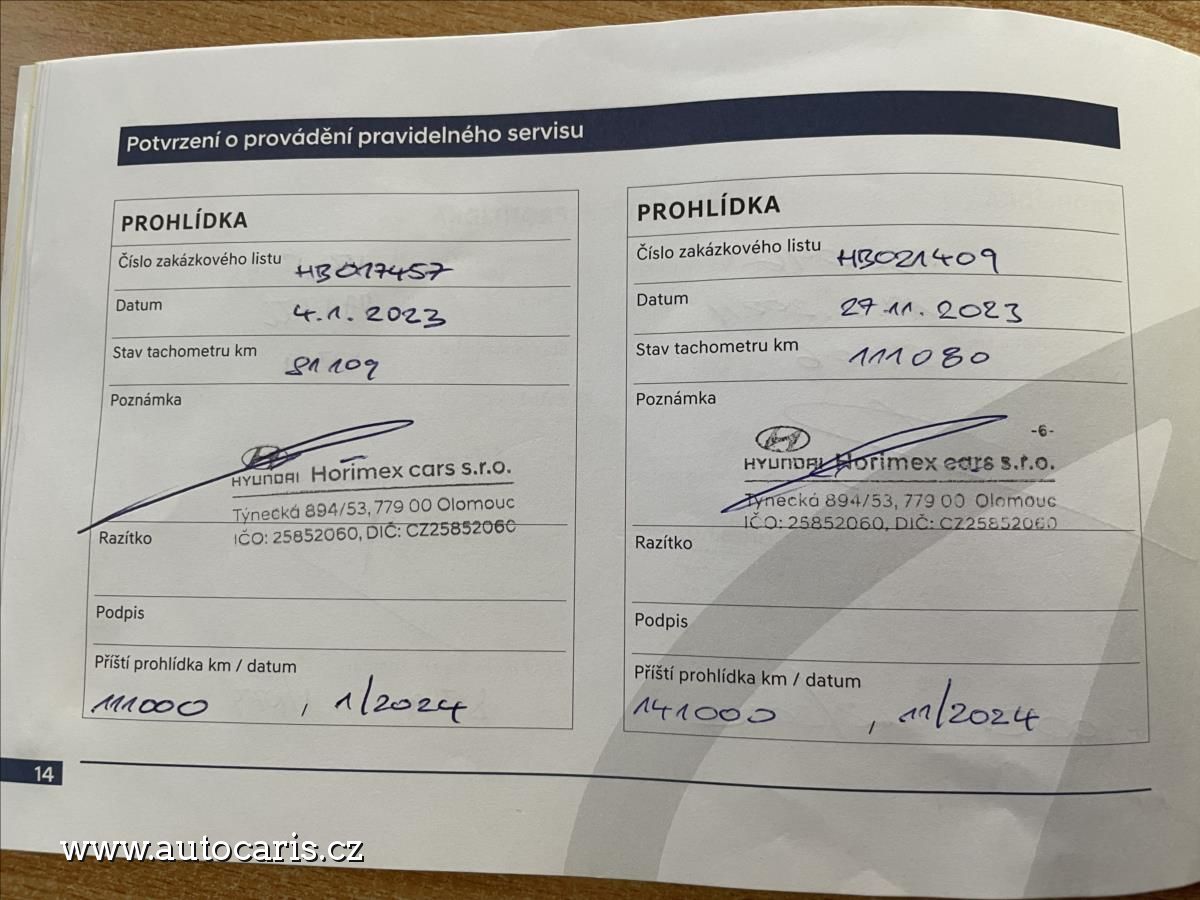 Potvrzení o provádění pravidelného servisu
PROHLÍDKA
Číslo zakázkového listu HB017457
Datum 4.1. 2023
Stav tachometru km 81109
Poznámka
HYUNDAI Horimex cars s.r.o.
Týnecká 894/53, 779 00 Olomouc
IČO: 25852060, DIČ: CZ25852060
Razítko
Podpis
Příští prohlídka km / datum
111000 , 1/2024
PROHLÍDKA
Číslo zakázkového listu HB021409
Datum 27.11. 2023
Stav tachometru km 111080
Poznámka
-6-
HYUNDAI Horimex cars s.r.o.
Týnecká 894/53, 779 00 Olomouc
IČO: 25852060, DIČ: CZ25852060
Razítko
Podpis
Příští prohlídka km / datum
141000 , 11/2024
14
www.autocaris.cz